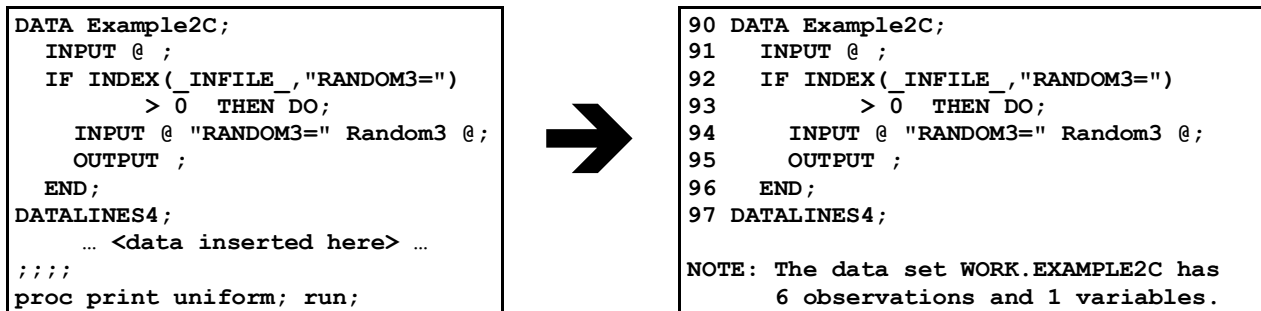 DATA Example2C;
  INPUT @ ;
  IF INDEX(_INFILE_,"RANDOM3=")
        > 0  THEN DO;
    INPUT @ "RANDOM3=" Random3 @;
    OUTPUT ;
  END;
DATALINES4;
    … <data inserted here> …
;;;;
proc print uniform; run;
90 DATA Example2C;
91   INPUT @ ;
92   IF INDEX(_INFILE_,"RANDOM3=")
93         > 0  THEN DO;
94     INPUT @ "RANDOM3=" Random3 @;
95     OUTPUT ;
96   END;
97 DATALINES4;
NOTE: The data set WORK.EXAMPLE2C has
      6 observations and 1 variables.